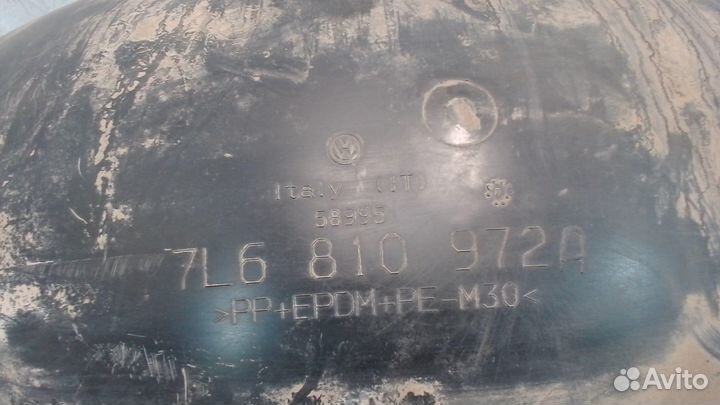 Italy (IT)
58995
7L6 810 972A
>PP+EPDM+PE-M30<
Avito